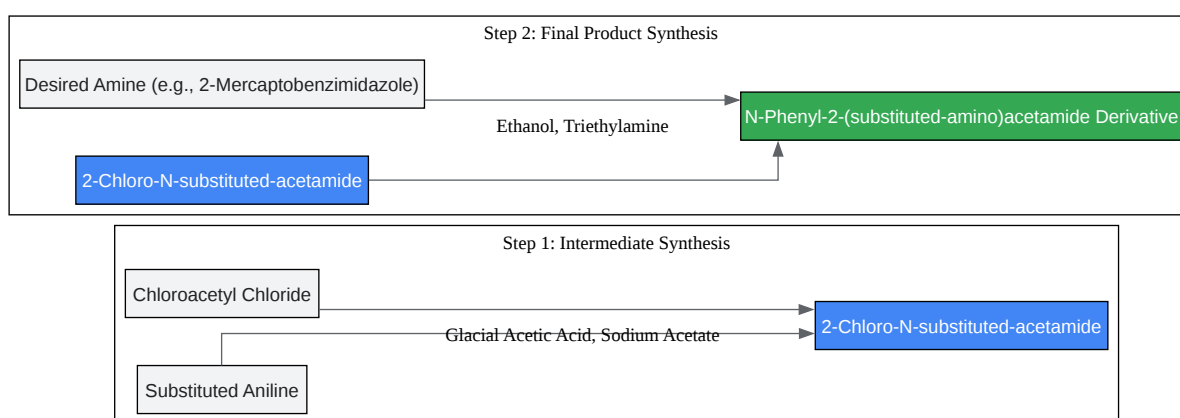 Step 2: Final Product Synthesis
Desired Amine (e.g., 2-Mercaptobenzimidazole)
N-Phenyl-2-(substituted-amino)acetamide Derivative
Ethanol, Triethylamine
2-Chloro-N-substituted-acetamide
Step 1: Intermediate Synthesis
Chloroacetyl Chloride
2-Chloro-N-substituted-acetamide
Glacial Acetic Acid, Sodium Acetate
Substituted Aniline